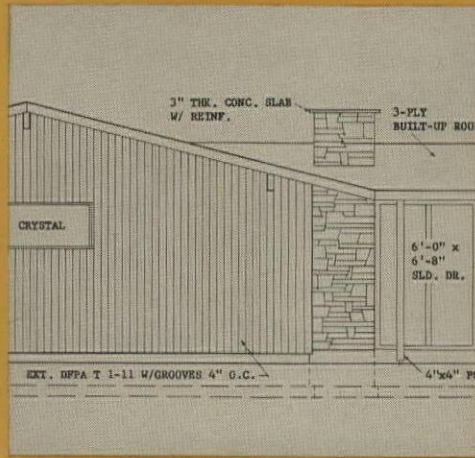 3" THK. CONC. SLAB
W/ REINF.
3-PLY
BUILT-UP
CRYSTAL
6'-0" x
6'-8"
SLD. DR.
EXT. DFPA T 1-11 W/GROOVES 4" O.C.
4"x4"